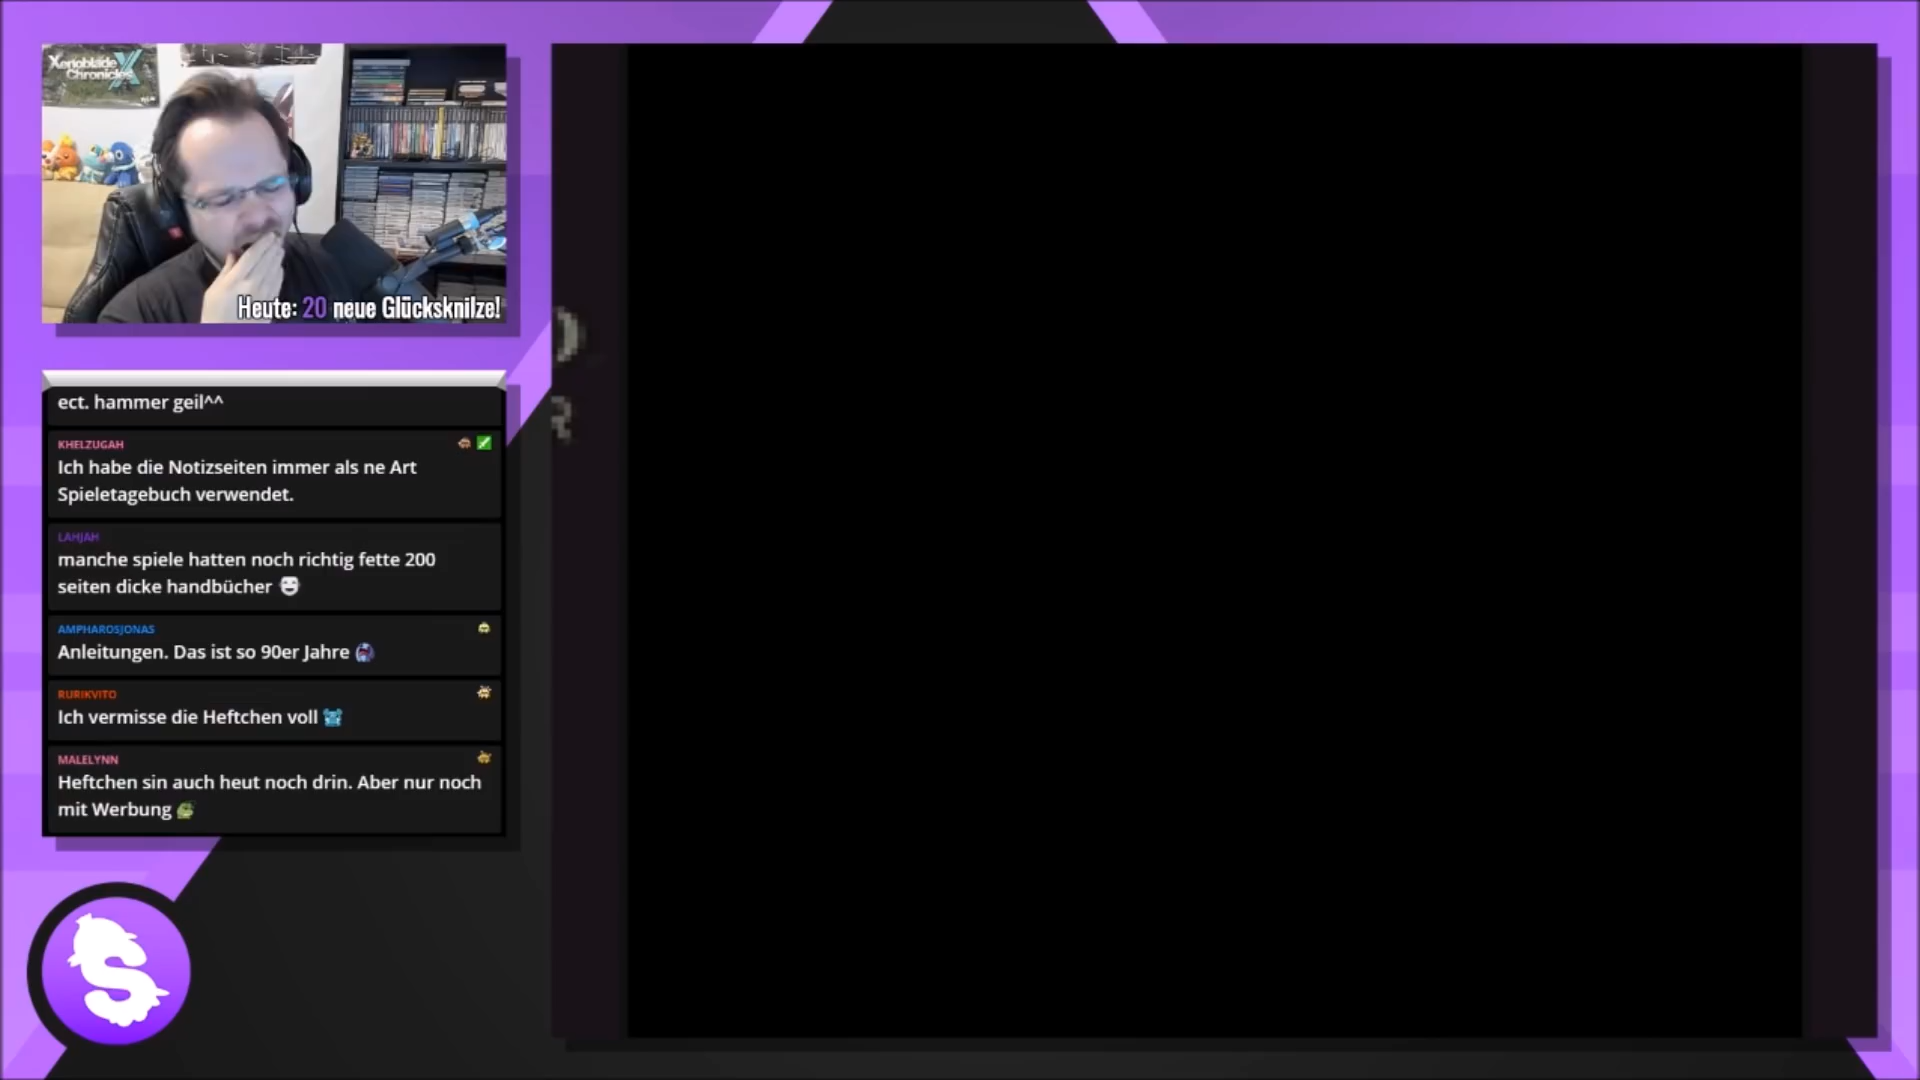 Xenoblade
Chronicles X
Heute: 20 neue Glücksknilze!
ect. hammer geil^^
KHELZUGAH
Ich habe die Notizseiten immer als ne Art
Spieletagebuch verwendet.
LAHJAH
manche spiele hatten noch richtig fette 200
seiten dicke handbücher
AMPHAROSJONAS
Anleitungen. Das ist so 90er Jahre
RURIKVITO
Ich vermisse die Heftchen voll
MALELYNN
Heftchen sin auch heut noch drin. Aber nur noch
mit Werbung
S